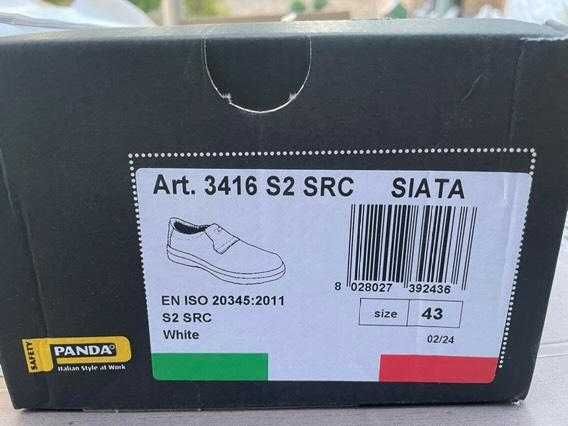 Art. 3416 S2 SRC SIATA
8 028027 392436
EN ISO 20345:2011
S2 SRC
White
size 43
02/24
SAFETY
PANDA®
Italian Style at Work